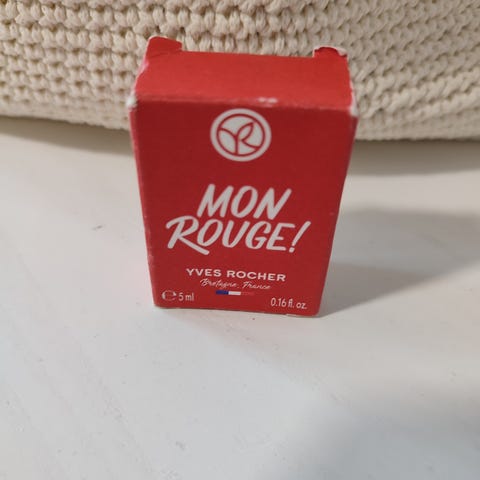 MON
ROUGE!
YVES ROCHER
Bretagne, France
℮ 5 ml 0.16 fl. oz.